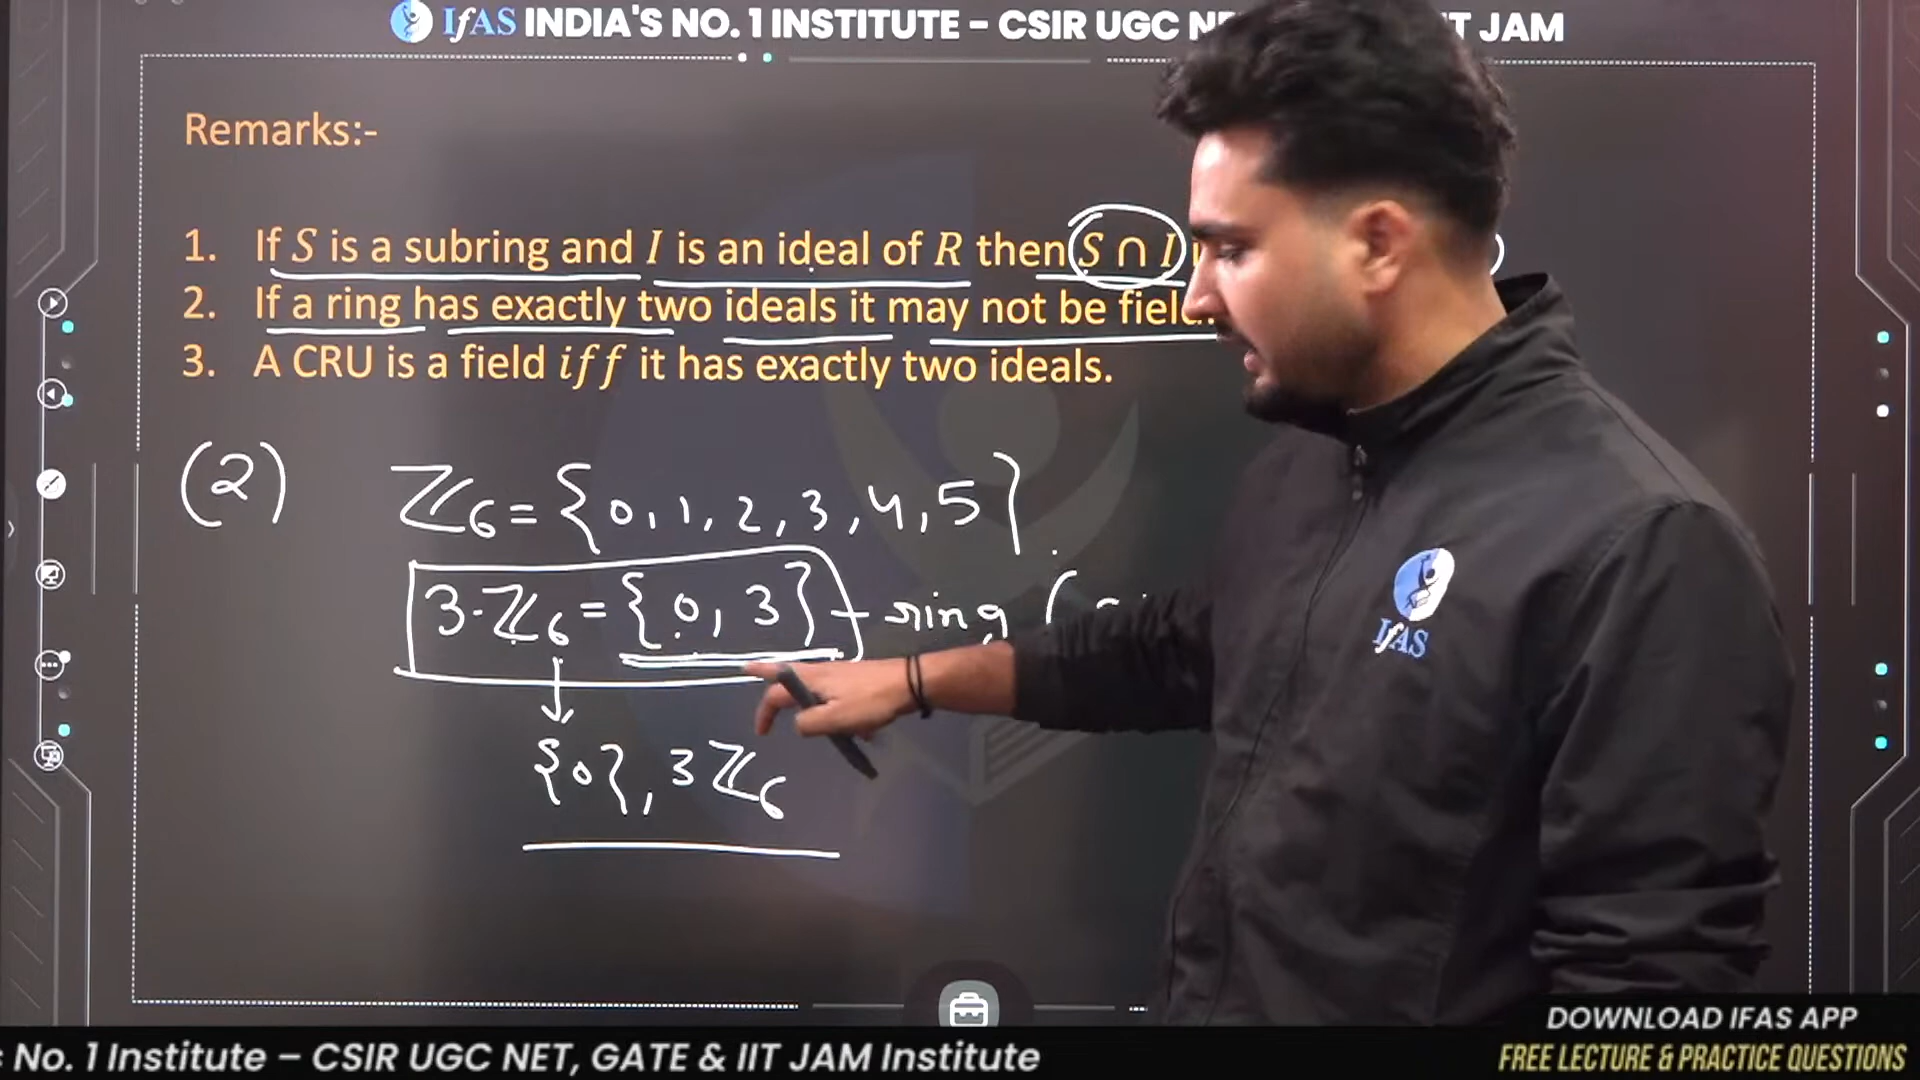 IfAS INDIA'S NO. 1 INSTITUTE – CSIR UGC NE T JAM
Remarks:-
1. If S is a subring and I is an ideal of R then S ∩ I
2. If a ring has exactly two ideals it may not be field.
3. A CRU is a field iff it has exactly two ideals.
(2) ℤ₆ = {0, 1, 2, 3, 4, 5}.
3·ℤ₆ = {0, 3} → ring (
{0}, 3ℤ₆
IfAS
DOWNLOAD IFAS APP
s No. 1 Institute – CSIR UGC NET, GATE & IIT JAM Institute
FREE LECTURE & PRACTICE QUESTIONS